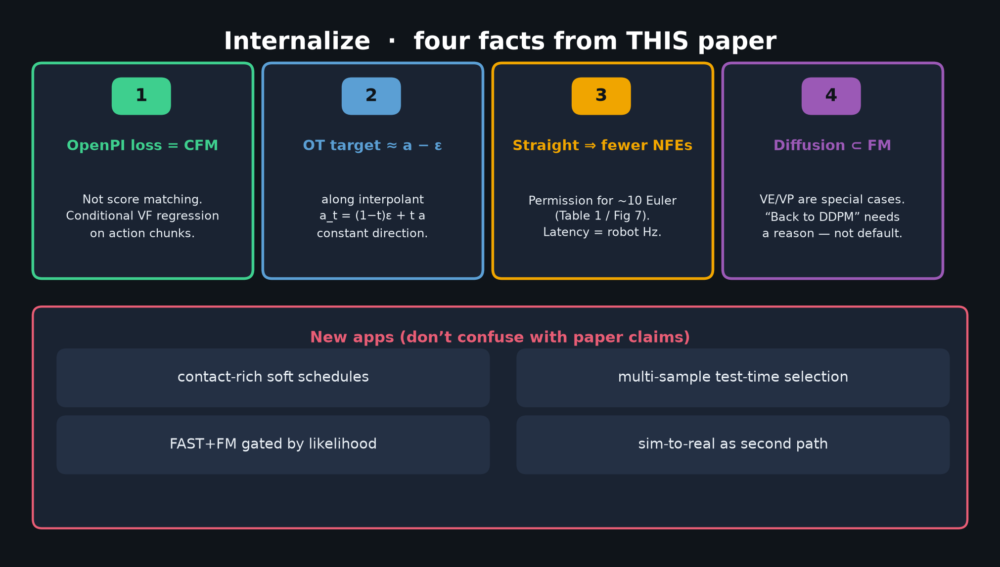 Internalize · four facts from THIS paper
1
OpenPI loss = CFM
Not score matching.
Conditional VF regression
on action chunks.
2
OT target ≈ a − ε
along interpolant
a_t = (1−t)ε + t a
constant direction.
3
Straight ⇒ fewer NFEs
Permission for ~10 Euler
(Table 1 / Fig 7).
Latency = robot Hz.
4
Diffusion ⊂ FM
VE/VP are special cases.
“Back to DDPM” needs
a reason — not default.
New apps (don’t confuse with paper claims)
contact-rich soft schedules
multi-sample test-time selection
FAST+FM gated by likelihood
sim-to-real as second path